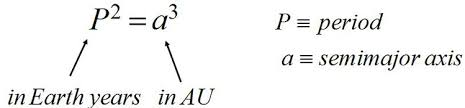 P² = a³
P ≡ period
a ≡ semimajor axis
in Earth years in AU